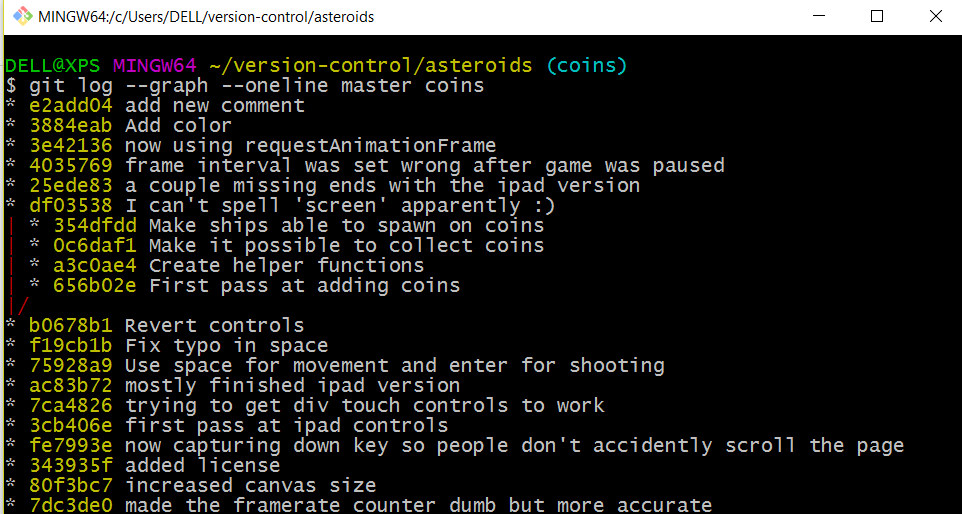 MINGW64:/c/Users/DELL/version-control/asteroids
DELL@XPS MINGW64 ~/version-control/asteroids (coins)
$ git log --graph --oneline master coins
* e2add04 add new comment
* 3884eab Add color
* 3e42136 now using requestAnimationFrame
* 4035769 frame interval was set wrong after game was paused
* 25ede83 a couple missing ends with the ipad version
* df03538 I can't spell 'screen' apparently :)
| * 354dfdd Make ships able to spawn on coins
| * 0c6daf1 Make it possible to collect coins
| * a3c0ae4 Create helper functions
| * 656b02e First pass at adding coins
|/
* b0678b1 Revert controls
* f19cb1b Fix typo in space
* 75928a9 Use space for movement and enter for shooting
* ac83b72 mostly finished ipad version
* 7ca4826 trying to get div touch controls to work
* 3cb406e first pass at ipad controls
* fe7993e now capturing down key so people don't accidently scroll the page
* 343935f added license
* 80f3bc7 increased canvas size
* 7dc3de0 made the framerate counter dumb but more accurate